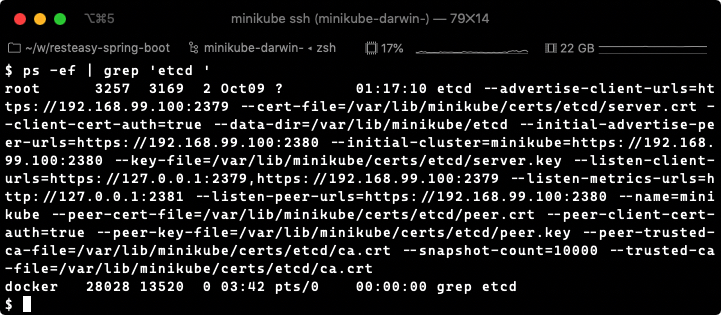 ⌥⌘5
minikube ssh (minikube-darwin-) — 79×14
~/w/resteasy-spring-boot
minikube-darwin- ◂ zsh
17%
22 GB
$ ps -ef | grep 'etcd '
root      3257  3169  2 Oct09 ?        01:17:10 etcd --advertise-client-urls=ht
tps://192.168.99.100:2379 --cert-file=/var/lib/minikube/certs/etcd/server.crt -
-client-cert-auth=true --data-dir=/var/lib/minikube/etcd --initial-advertise-pe
er-urls=https://192.168.99.100:2380 --initial-cluster=minikube=https://192.168.
99.100:2380 --key-file=/var/lib/minikube/certs/etcd/server.key --listen-client-
urls=https://127.0.0.1:2379,https://192.168.99.100:2379 --listen-metrics-urls=h
ttp://127.0.0.1:2381 --listen-peer-urls=https://192.168.99.100:2380 --name=mini
kube --peer-cert-file=/var/lib/minikube/certs/etcd/peer.crt --peer-client-cert-
auth=true --peer-key-file=/var/lib/minikube/certs/etcd/peer.key --peer-trusted-
ca-file=/var/lib/minikube/certs/etcd/ca.crt --snapshot-count=10000 --trusted-ca
-file=/var/lib/minikube/certs/etcd/ca.crt
docker   28028 13520  0 03:42 pts/0    00:00:00 grep etcd
$